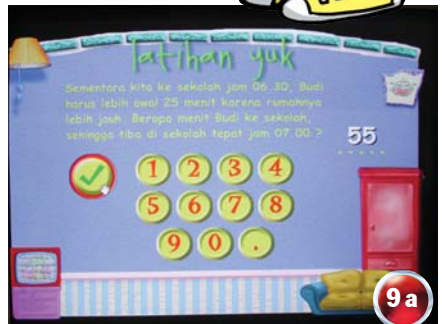 latihan yuk
Sementara kita ke sekolah jam 06.30, Budi
harus lebih awal 25 menit karena rumahnya
lebih jauh. Berapa menit Budi ke sekolah,
sehingga tiba di sekolah tepat jam 07.00 ?
55
1 2 3 4
5 6 7 8
9 0 .
9a